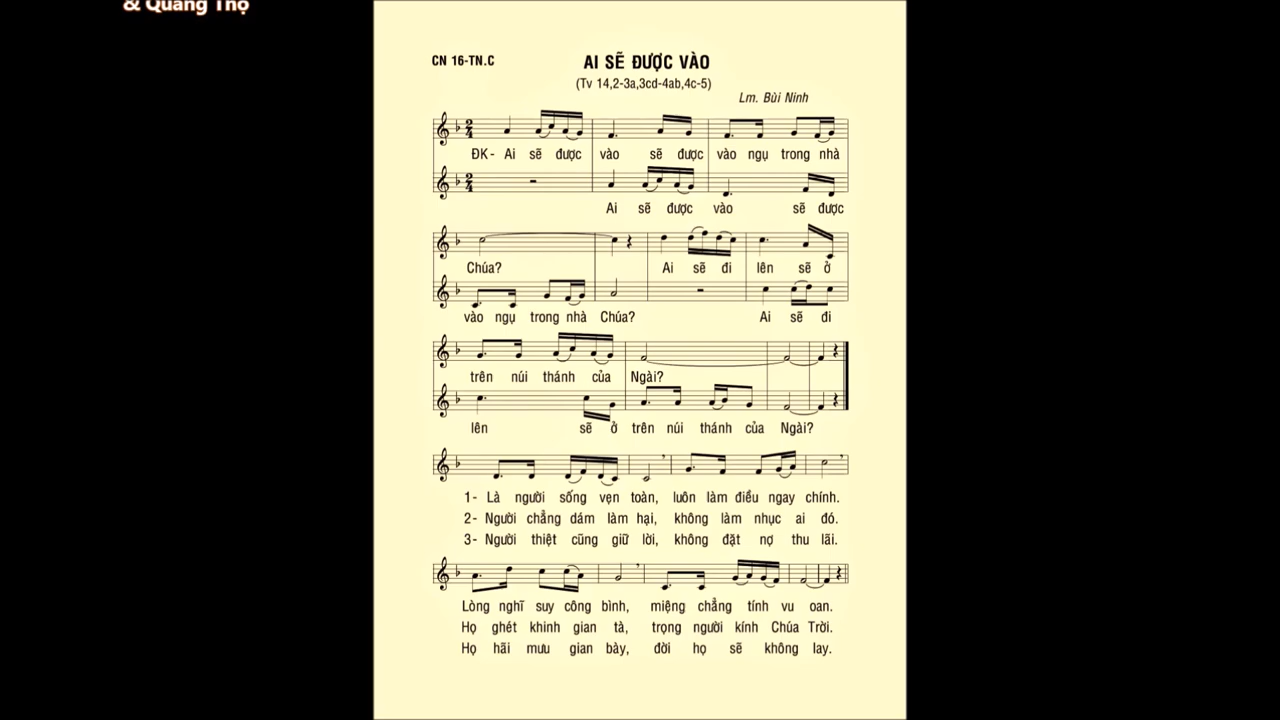 & Quang Thọ
CN 16-TN.C
AI SẼ ĐƯỢC VÀO
(Tv 14,2-3a,3cd-4ab,4c-5)
Lm. Bùi Ninh
ĐK- Ai sẽ được vào sẽ được vào ngụ trong nhà
Ai sẽ được vào sẽ được
Chúa? Ai sẽ đi lên sẽ ở
vào ngụ trong nhà Chúa? Ai sẽ đi
trên núi thánh của Ngài?
lên sẽ ở trên núi thánh của Ngài?
1- Là người sống vẹn toàn, luôn làm điều ngay chính.
2- Người chẳng dám làm hại, không làm nhục ai đó.
3- Người thiệt cũng giữ lời, không đặt nợ thu lãi.
Lòng nghĩ suy công bình, miệng chẳng tính vu oan.
Họ ghét khinh gian tà, trọng người kính Chúa Trời.
Họ hãi mưu gian bày, đời họ sẽ không lay.